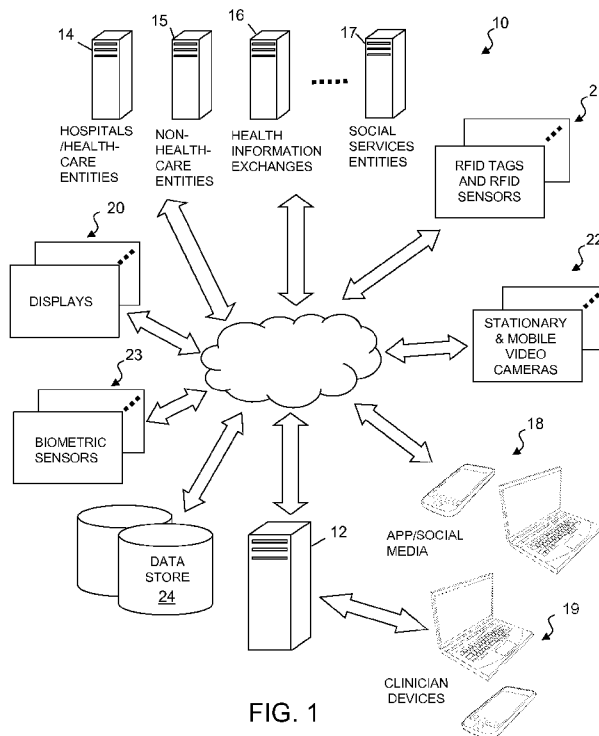 14
15
16
17
10
HOSPITALS
/HEALTH-
CARE
ENTITIES
NON-
HEALTH-
CARE
ENTITIES
HEALTH
INFORMATION
EXCHANGES
SOCIAL
SERVICES
ENTITIES
2
RFID TAGS
AND RFID
SENSORS
20
DISPLAYS
22
STATIONARY
& MOBILE
VIDEO
CAMERAS
23
BIOMETRIC
SENSORS
18
APP/SOCIAL
MEDIA
DATA
STORE
24
12
19
CLINICIAN
DEVICES
FIG. 1